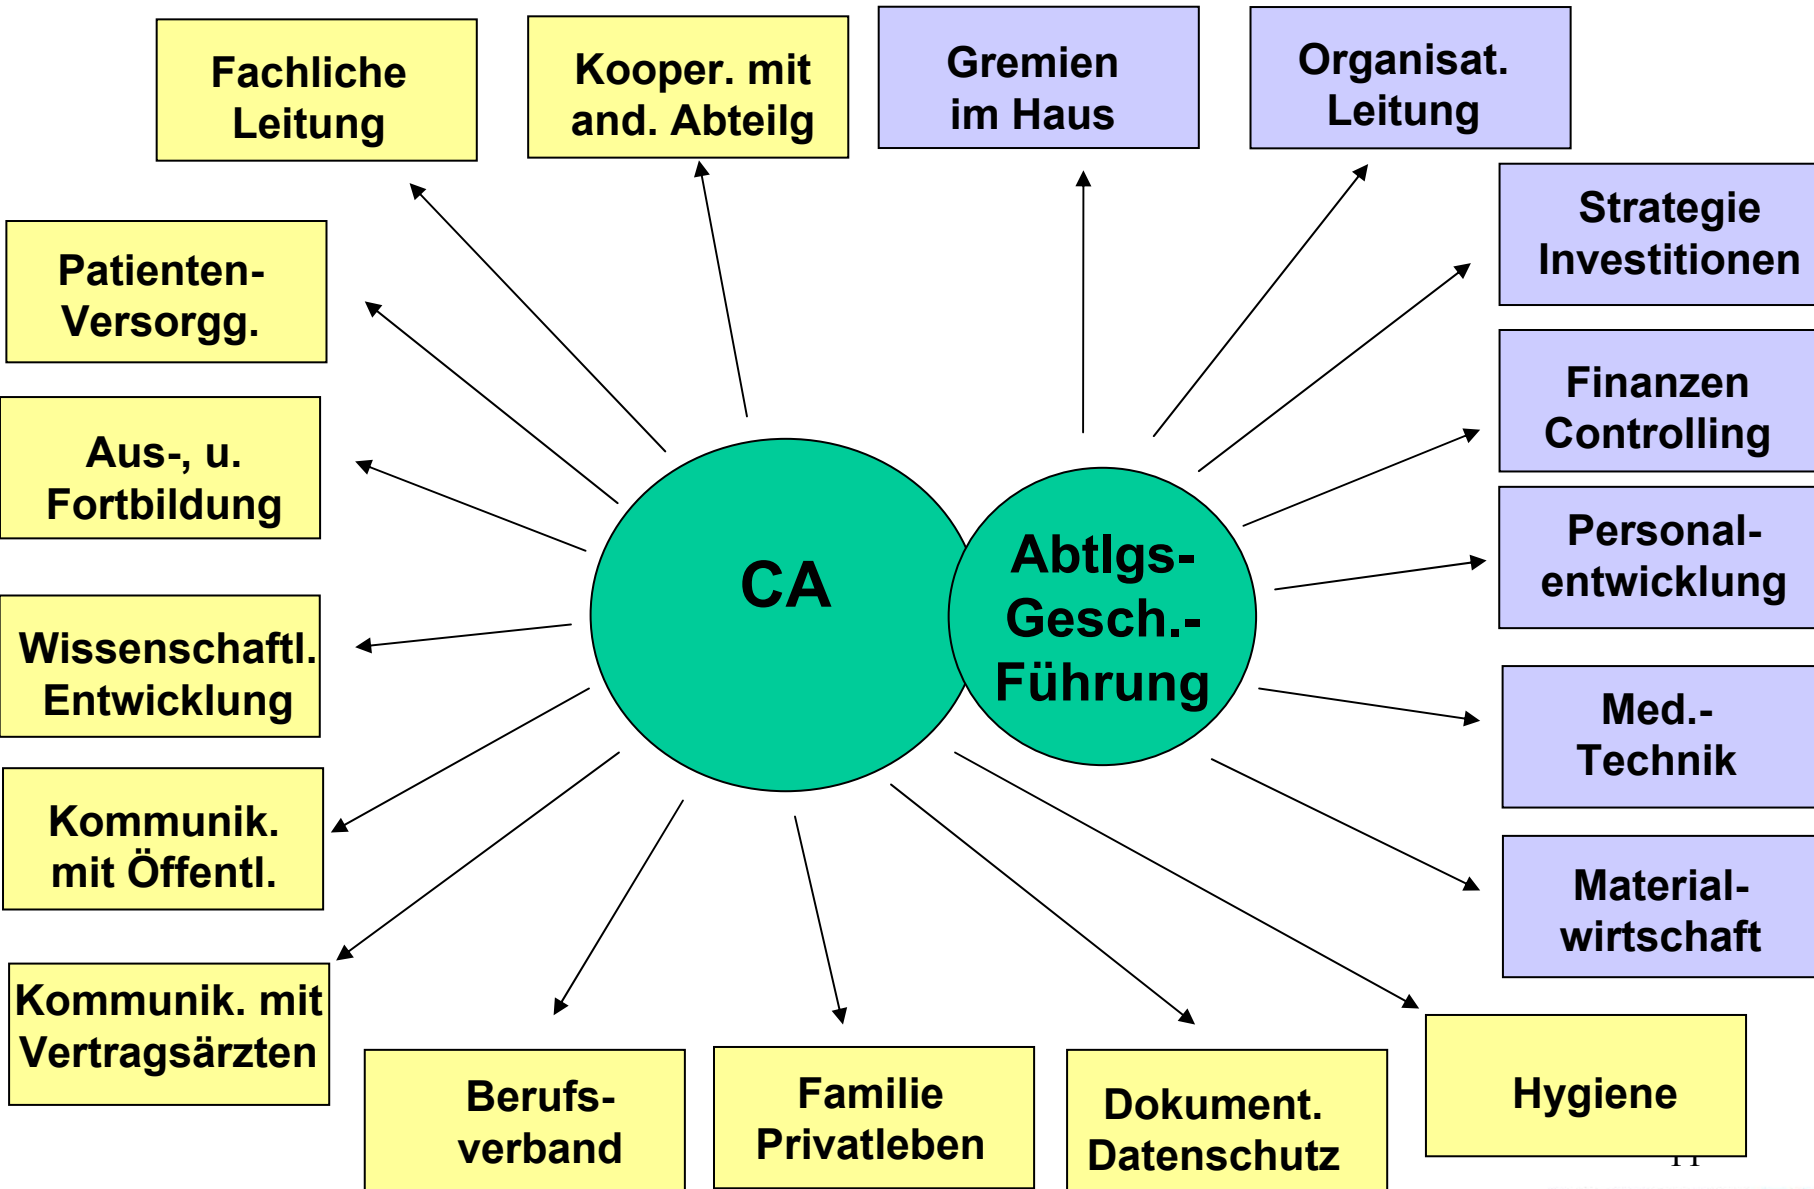 Fachliche
Leitung
Kooper. mit
and. Abteilg
Gremien
im Haus
Organisat.
Leitung
Strategie
Investitionen
Patienten-
Versorgg.
Finanzen
Controlling
Aus-, u.
Fortbildung
Personal-
entwicklung
CA
Abtlgs-
Gesch.-
Führung
Wissenschaftl.
Entwicklung
Med.-
Technik
Kommunik.
mit Öffentl.
Material-
wirtschaft
Kommunik. mit
Vertragsärzten
Berufs-
verband
Familie
Privatleben
Dokument.
Datenschutz
Hygiene